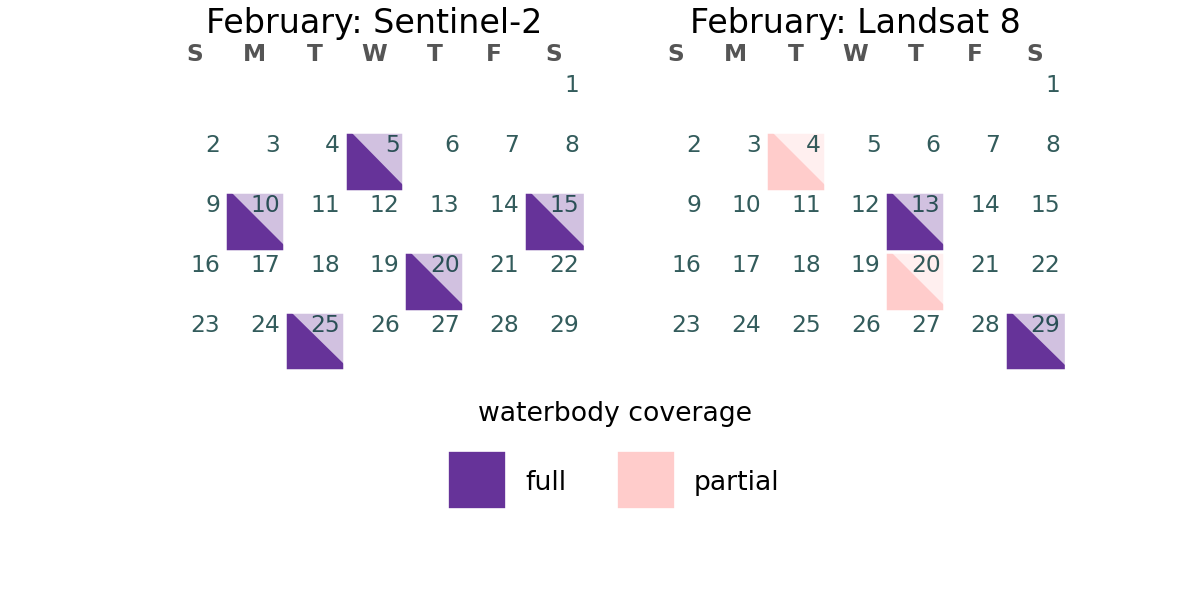 February: Sentinel-2
S M T W T F S
1
2 3 4 5 6 7 8
9 10 11 12 13 14 15
16 17 18 19 20 21 22
23 24 25 26 27 28 29
February: Landsat 8
S M T W T F S
1
2 3 4 5 6 7 8
9 10 11 12 13 14 15
16 17 18 19 20 21 22
23 24 25 26 27 28 29
waterbody coverage
full partial